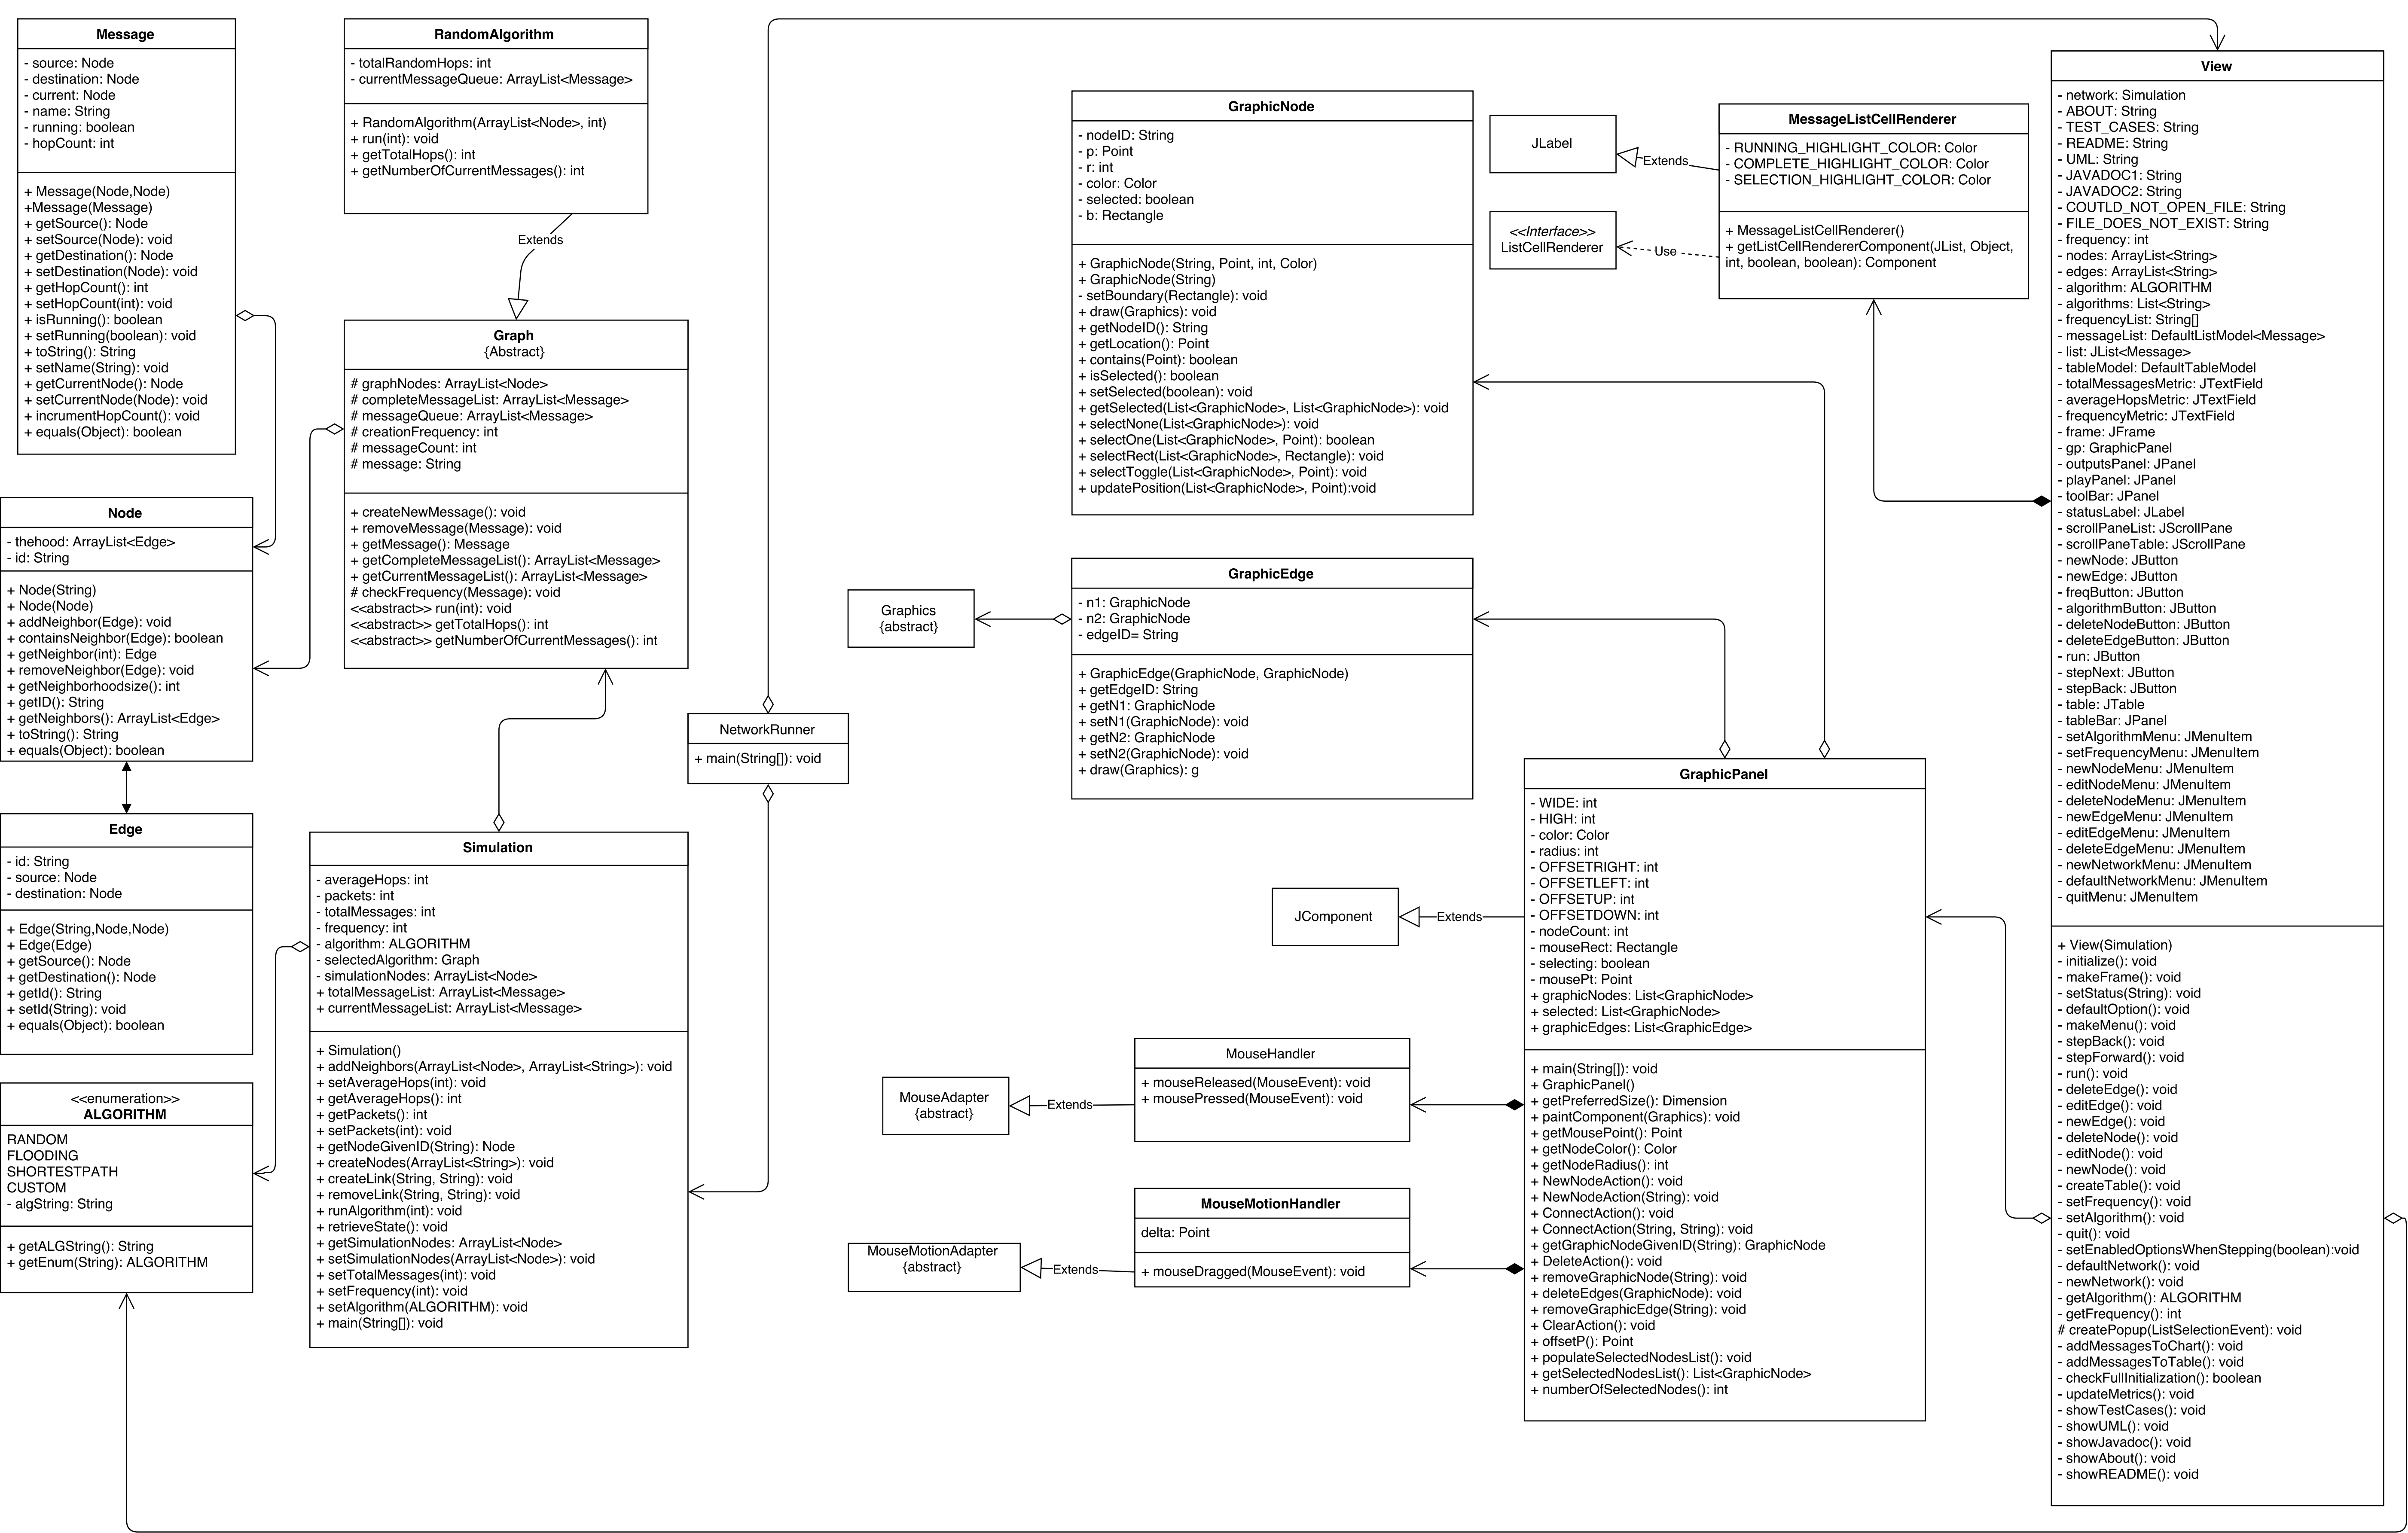 Message
- source: Node
- destination: Node
- current: Node
- name: String
- running: boolean
- hopCount: int
+ Message(Node,Node)
+Message(Message)
+ getSource(): Node
+ setSource(Node): void
+ getDestination(): Node
+ setDestination(Node): void
+ getHopCount(): int
+ setHopCount(int): void
+ isRunning(): boolean
+ setRunning(boolean): void
+ toString(): String
+ setName(String): void
+ getCurrentNode(): Node
+ setCurrentNode(Node): void
+ incrumentHopCount(): void
+ equals(Object): boolean
RandomAlgorithm
- totalRandomHops: int
- currentMessageQueue: ArrayList<Message>
+ RandomAlgorithm(ArrayList<Node>, int)
+ run(int): void
+ getTotalHops(): int
+ getNumberOfCurrentMessages(): int
Extends
Graph
{Abstract}
# graphNodes: ArrayList<Node>
# completeMessageList: ArrayList<Message>
# messageQueue: ArrayList<Message>
# creationFrequency: int
# messageCount: int
# message: String
+ createNewMessage(): void
+ removeMessage(Message): void
+ getMessage(): Message
+ getCompleteMessageList(): ArrayList<Message>
+ getCurrentMessageList(): ArrayList<Message>
# checkFrequency(Message): void
<<abstract>> run(int): void
<<abstract>> getTotalHops(): int
<<abstract>> getNumberOfCurrentMessages(): int
Node
- thehood: ArrayList<Edge>
- id: String
+ Node(String)
+ Node(Node)
+ addNeighbor(Edge): void
+ containsNeighbor(Edge): boolean
+ getNeighbor(int): Edge
+ removeNeighbor(Edge): void
+ getNeighborhoodsize(): int
+ getID(): String
+ getNeighbors(): ArrayList<Edge>
+ toString(): String
+ equals(Object): boolean
Edge
- id: String
- source: Node
- destination: Node
+ Edge(String,Node,Node)
+ Edge(Edge)
+ getSource(): Node
+ getDestination(): Node
+ getId(): String
+ setId(String): void
+ equals(Object): boolean
<<enumeration>>
ALGORITHM
RANDOM
FLOODING
SHORTESTPATH
CUSTOM
- algString: String
+ getALGString(): String
+ getEnum(String): ALGORITHM
Simulation
- averageHops: int
- packets: int
- totalMessages: int
- frequency: int
- algorithm: ALGORITHM
- selectedAlgorithm: Graph
- simulationNodes: ArrayList<Node>
+ totalMessageList: ArrayList<Message>
+ currentMessageList: ArrayList<Message>
+ Simulation()
+ addNeighbors(ArrayList<Node>, ArrayList<String>): void
+ setAverageHops(int): void
+ getAverageHops(): int
+ getPackets(): int
+ setPackets(int): void
+ getNodeGivenID(String): Node
+ createNodes(ArrayList<String>): void
+ createLink(String, String): void
+ removeLink(String, String): void
+ runAlgorithm(int): void
+ retrieveState(): void
+ getSimulationNodes: ArrayList<Node>
+ setSimulationNodes(ArrayList<Node>): void
+ setTotalMessages(int): void
+ setFrequency(int): void
+ setAlgorithm(ALGORITHM): void
+ main(String[]): void
NetworkRunner
+ main(String[]): void
GraphicNode
- nodeID: String
- p: Point
- r: int
- color: Color
- selected: boolean
- b: Rectangle
+ GraphicNode(String, Point, int, Color)
+ GraphicNode(String)
- setBoundary(Rectangle): void
+ draw(Graphics): void
+ getNodeID(): String
+ getLocation(): Point
+ contains(Point): boolean
+ isSelected(): boolean
+ setSelected(boolean): void
+ getSelected(List<GraphicNode>, List<GraphicNode>): void
+ selectNone(List<GraphicNode>): void
+ selectOne(List<GraphicNode>, Point): boolean
+ selectRect(List<GraphicNode>, Rectangle): void
+ selectToggle(List<GraphicNode>, Point): void
+ updatePosition(List<GraphicNode>, Point):void
JLabel
Extends
<<Interface>>
ListCellRenderer
Use
MessageListCellRenderer
- RUNNING_HIGHLIGHT_COLOR: Color
- COMPLETE_HIGHLIGHT_COLOR: Color
- SELECTION_HIGHLIGHT_COLOR: Color
+ MessageListCellRenderer()
+ getListCellRendererComponent(JList, Object,
int, boolean, boolean): Component
Graphics
{abstract}
GraphicEdge
- n1: GraphicNode
- n2: GraphicNode
- edgeID= String
+ GraphicEdge(GraphicNode, GraphicNode)
+ getEdgeID: String
+ getN1: GraphicNode
+ setN1(GraphicNode): void
+ getN2: GraphicNode
+ setN2(GraphicNode): void
+ draw(Graphics): g
JComponent
Extends
MouseAdapter
{abstract}
Extends
MouseHandler
+ mouseReleased(MouseEvent): void
+ mousePressed(MouseEvent): void
MouseMotionAdapter
{abstract}
Extends
MouseMotionHandler
delta: Point
+ mouseDragged(MouseEvent): void
GraphicPanel
- WIDE: int
- HIGH: int
- color: Color
- radius: int
- OFFSETRIGHT: int
- OFFSETLEFT: int
- OFFSETUP: int
- OFFSETDOWN: int
- nodeCount: int
- mouseRect: Rectangle
- selecting: boolean
- mousePt: Point
+ graphicNodes: List<GraphicNode>
+ selected: List<GraphicNode>
+ graphicEdges: List<GraphicEdge>
+ main(String[]): void
+ GraphicPanel()
+ getPreferredSize(): Dimension
+ paintComponent(Graphics): void
+ getMousePoint(): Point
+ getNodeColor(): Color
+ getNodeRadius(): int
+ NewNodeAction(): void
+ NewNodeAction(String): void
+ ConnectAction(): void
+ ConnectAction(String, String): void
+ getGraphicNodeGivenID(String): GraphicNode
+ DeleteAction(): void
+ removeGraphicNode(String): void
+ deleteEdges(GraphicNode): void
+ removeGraphicEdge(String): void
+ ClearAction(): void
+ offsetP(): Point
+ populateSelectedNodesList(): void
+ getSelectedNodesList(): List<GraphicNode>
+ numberOfSelectedNodes(): int
View
- network: Simulation
- ABOUT: String
- TEST_CASES: String
- README: String
- UML: String
- JAVADOC1: String
- JAVADOC2: String
- COUTLD_NOT_OPEN_FILE: String
- FILE_DOES_NOT_EXIST: String
- frequency: int
- nodes: ArrayList<String>
- edges: ArrayList<String>
- algorithm: ALGORITHM
- algorithms: List<String>
- frequencyList: String[]
- messageList: DefaultListModel<Message>
- list: JList<Message>
- tableModel: DefaultTableModel
- totalMessagesMetric: JTextField
- averageHopsMetric: JTextField
- frequencyMetric: JTextField
- frame: JFrame
- gp: GraphicPanel
- outputsPanel: JPanel
- playPanel: JPanel
- toolBar: JPanel
- statusLabel: JLabel
- scrollPaneList: JScrollPane
- scrollPaneTable: JScrollPane
- newNode: JButton
- newEdge: JButton
- freqButton: JButton
- algorithmButton: JButton
- deleteNodeButton: JButton
- deleteEdgeButton: JButton
- run: JButton
- stepNext: JButton
- stepBack: JButton
- table: JTable
- tableBar: JPanel
- setAlgorithmMenu: JMenuItem
- setFrequencyMenu: JMenuItem
- newNodeMenu: JMenuItem
- editNodeMenu: JMenuItem
- deleteNodeMenu: JMenuItem
- newEdgeMenu: JMenuItem
- editEdgeMenu: JMenuItem
- deleteEdgeMenu: JMenuItem
- newNetworkMenu: JMenuItem
- defaultNetworkMenu: JMenuItem
- quitMenu: JMenuItem
+ View(Simulation)
- initialize(): void
- makeFrame(): void
- setStatus(String): void
- defaultOption(): void
- makeMenu(): void
- stepBack(): void
- stepForward(): void
- run(): void
- deleteEdge(): void
- editEdge(): void
- newEdge(): void
- deleteNode(): void
- editNode(): void
- newNode(): void
- createTable(): void
- setFrequency(): void
- setAlgorithm(): void
- quit(): void
- setEnabledOptionsWhenStepping(boolean):void
- defaultNetwork(): void
- newNetwork(): void
- getAlgorithm(): ALGORITHM
- getFrequency(): int
# createPopup(ListSelectionEvent): void
- addMessagesToChart(): void
- addMessagesToTable(): void
- checkFullInitialization(): boolean
- updateMetrics(): void
- showTestCases(): void
- showUML(): void
- showJavadoc(): void
- showAbout(): void
- showREADME(): void